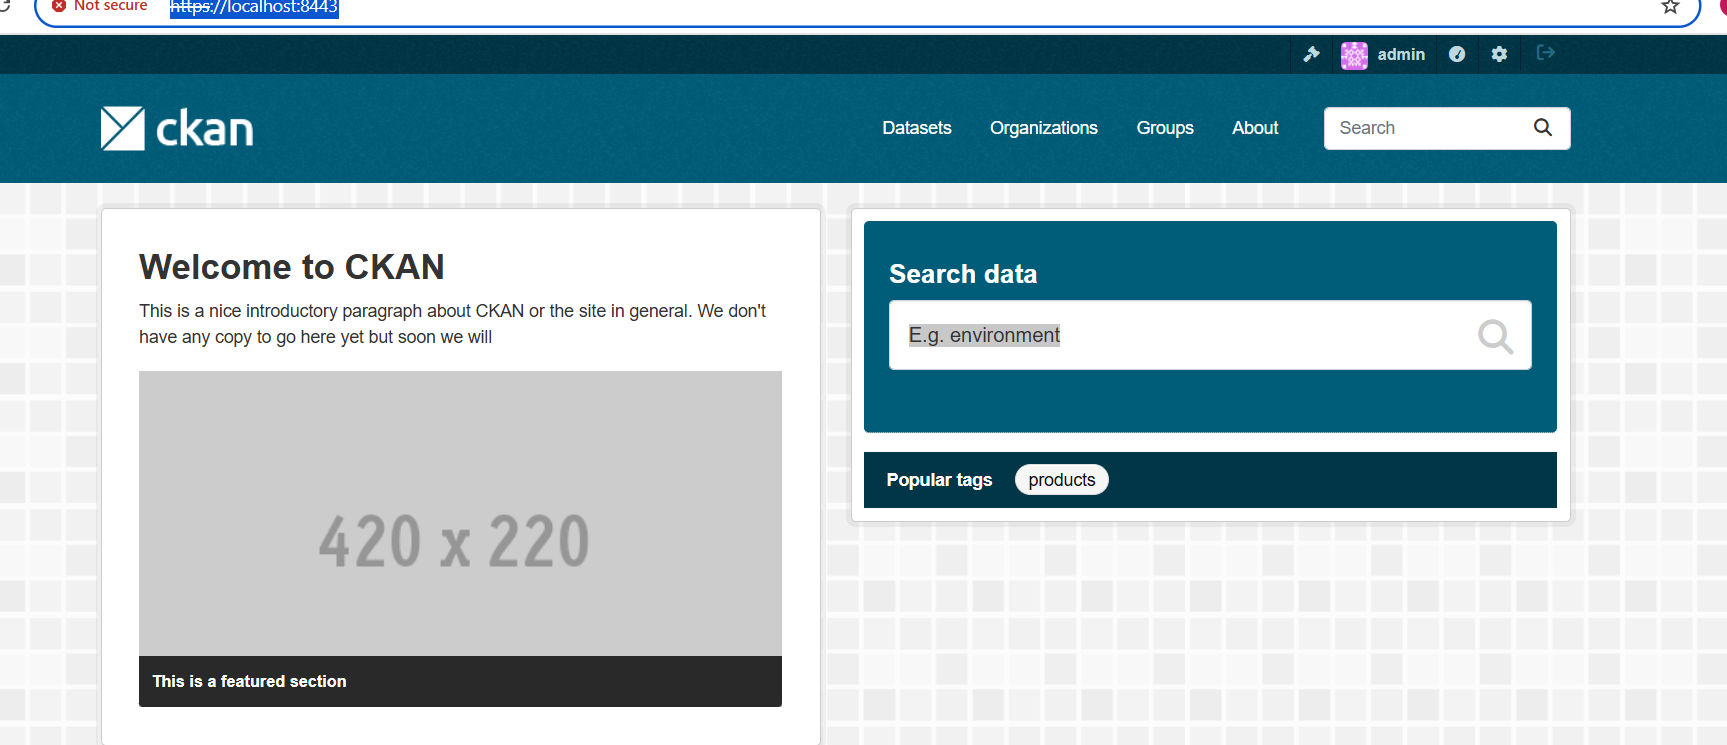 Not secure https://localhost:8443
admin
ckan
Datasets Organizations Groups About Search
Welcome to CKAN
This is a nice introductory paragraph about CKAN or the site in general. We don't
have any copy to go here yet but soon we will
420 x 220
This is a featured section
Search data
E.g. environment
Popular tags products